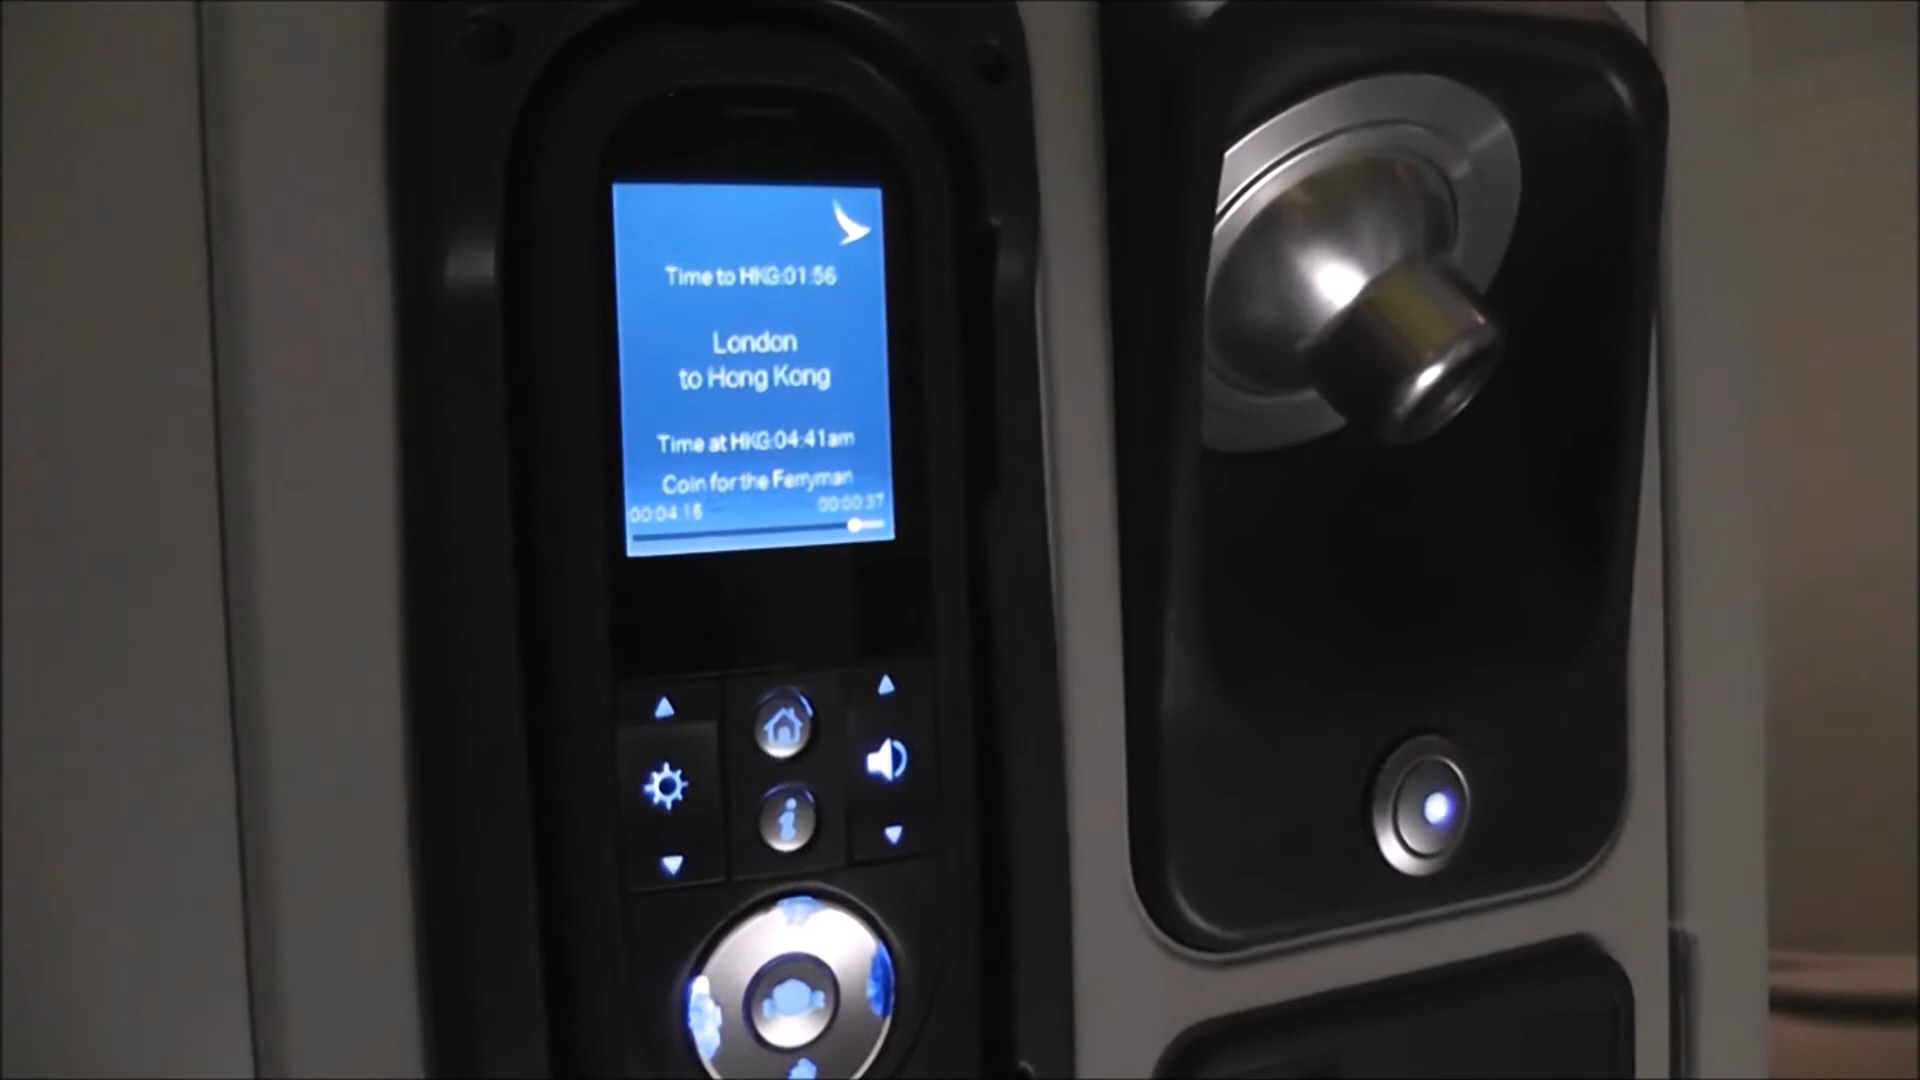 Time to HKG:01:56
London
to Hong Kong
Time at HKG:04:41am
Coin for the Ferryman
00:04:15 00:00:37